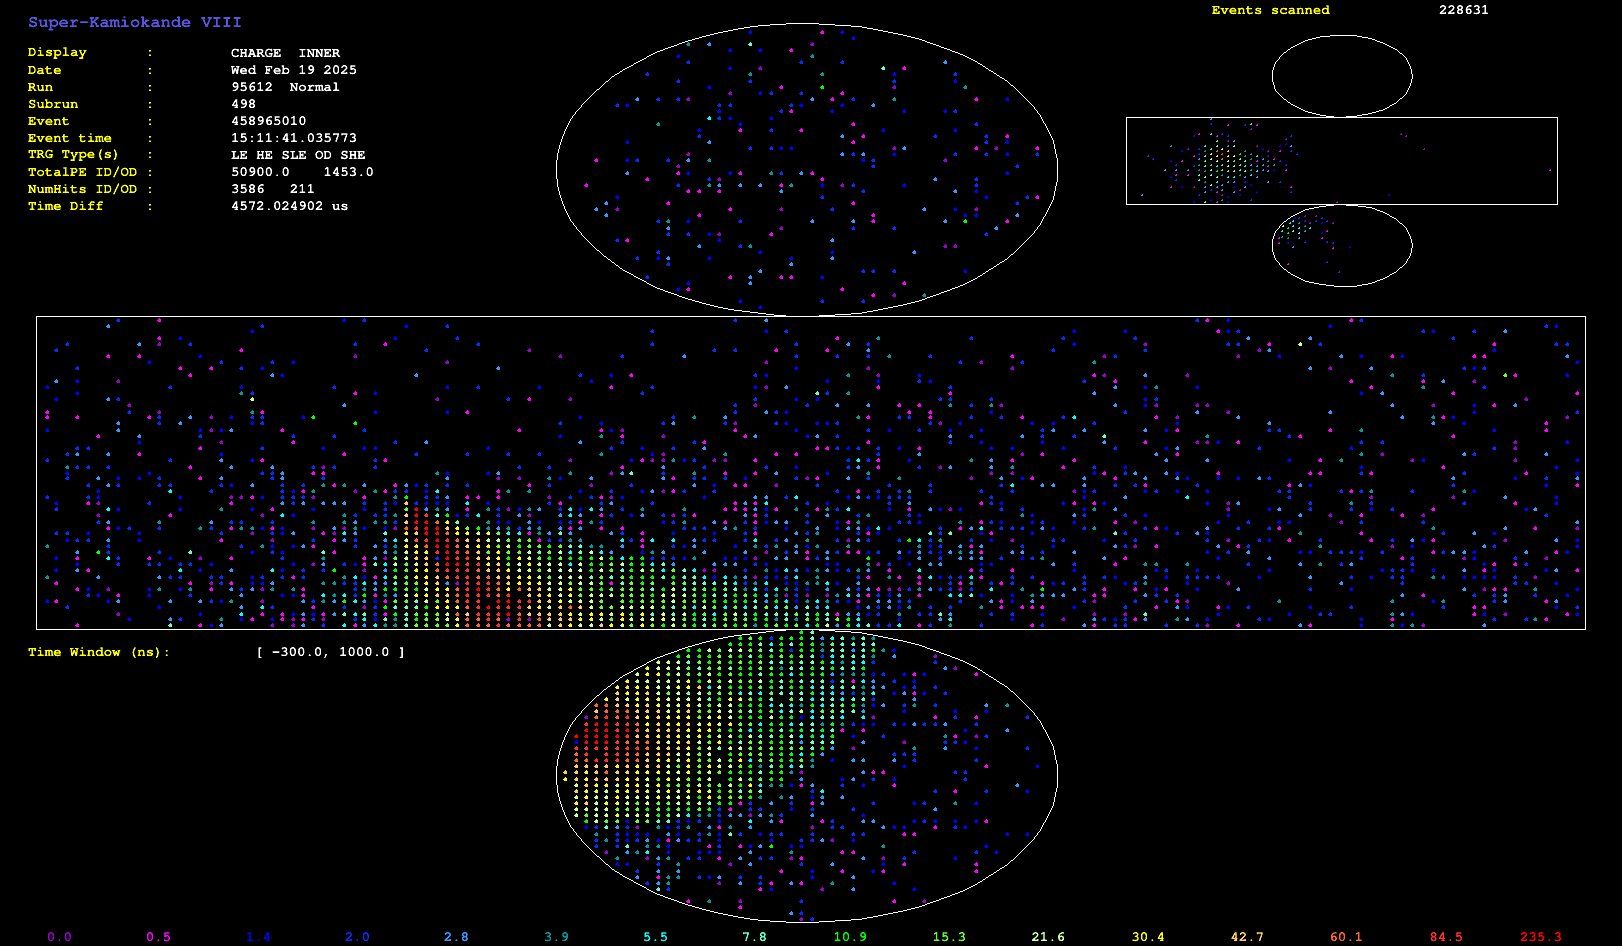 Super-Kamiokande VIII
Events scanned 228631
Display : CHARGE INNER
Date : Wed Feb 19 2025
Run : 95612 Normal
Subrun : 498
Event : 458965010
Event time : 15:11:41.035773
TRG Type(s) : LE HE SLE OD SHE
TotalPE ID/OD : 50900.0 1453.0
NumHits ID/OD : 3586 211
Time Diff : 4572.024902 us
Time Window (ns): [ -300.0, 1000.0 ]
0.0 0.5 1.4 2.0 2.8 3.9 5.5 7.8 10.9 15.3 21.6 30.4 42.7 60.1 84.5 235.3